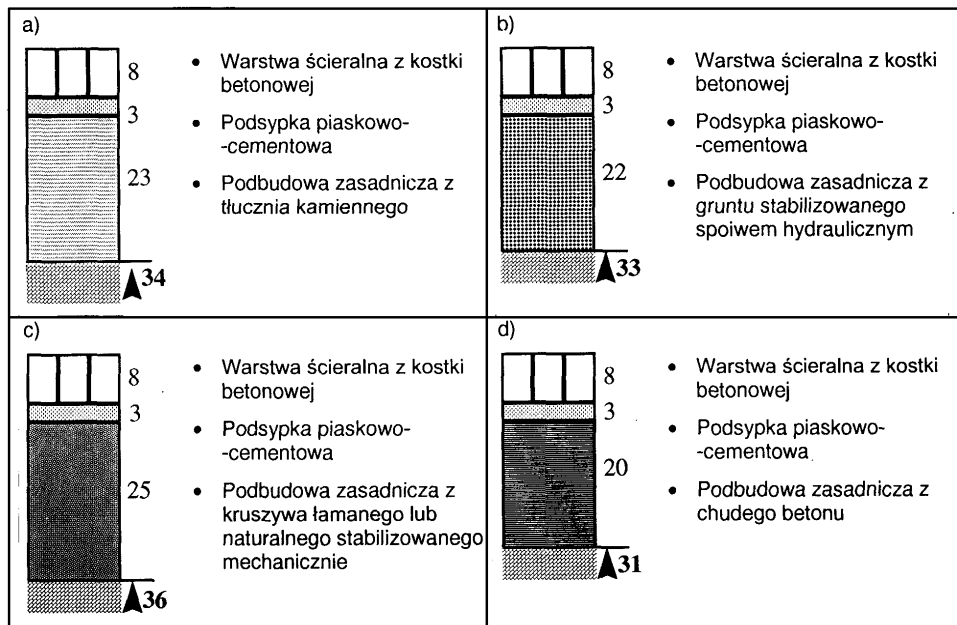 a)
8
3
23
34
• Warstwa ścieralna z kostki
betonowej
• Podsypka piaskowo-
-cementowa
• Podbudowa zasadnicza z
tłucznia kamiennego
b)
8
3
22
33
• Warstwa ścieralna z kostki
betonowej
• Podsypka piaskowo-
-cementowa
• Podbudowa zasadnicza z
gruntu stabilizowanego
spoiwem hydraulicznym
c)
8
3
25
36
• Warstwa ścieralna z kostki
betonowej
• Podsypka piaskowo-
-cementowa
• Podbudowa zasadnicza z
kruszywa łamanego lub
naturalnego stabilizowanego
mechanicznie
d)
8
3
20
31
• Warstwa ścieralna z kostki
betonowej
• Podsypka piaskowo-
-cementowa
• Podbudowa zasadnicza z
chudego betonu